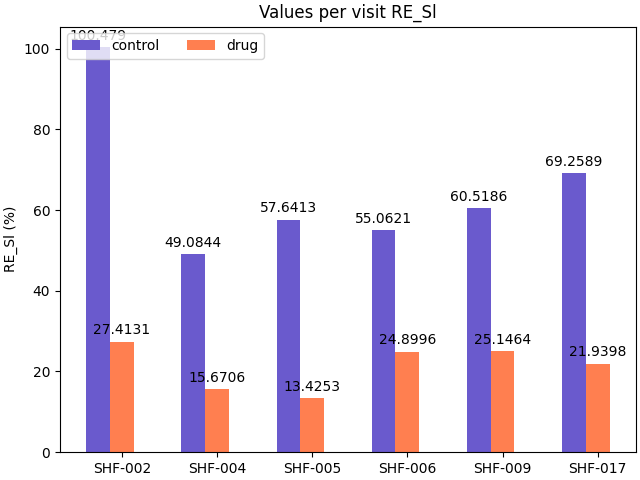 Values per visit RE_Sl
100.479
control
drug
100
80
60
40
20
0
RE_Sl (%)
69.2589
60.5186
57.6413
55.0621
49.0844
27.4131
24.8996
25.1464
21.9398
15.6706
13.4253
SHF-002
SHF-004
SHF-005
SHF-006
SHF-009
SHF-017